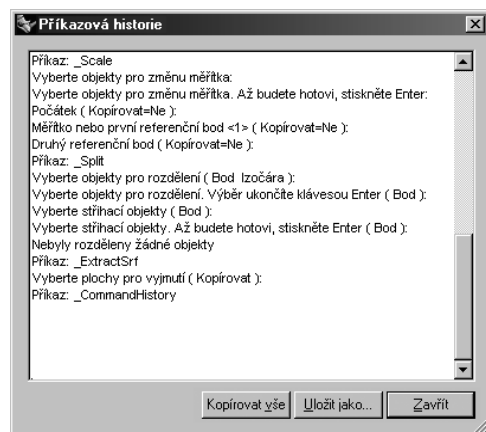 Příkazová historie
Příkaz: _Scale
Vyberte objekty pro změnu měřítka:
Vyberte objekty pro změnu měřítka. Až budete hotovi, stiskněte Enter:
Počátek ( Kopírovat=Ne ):
Měřítko nebo první referenční bod <1> ( Kopírovat=Ne ):
Druhý referenční bod ( Kopírovat=Ne ):
Příkaz: _Split
Vyberte objekty pro rozdělení ( Bod  Izočára ):
Vyberte objekty pro rozdělení. Výběr ukončíte klávesou Enter ( Bod ):
Vyberte střihací objekty ( Bod ):
Vyberte střihací objekty. Až budete hotovi, stiskněte Enter ( Bod ):
Nebyly rozděleny žádné objekty
Příkaz: _ExtractSrf
Vyberte plochy pro vyjmutí ( Kopírovat ):
Příkaz: _CommandHistory
Kopírovat vše Uložit jako... Zavřít